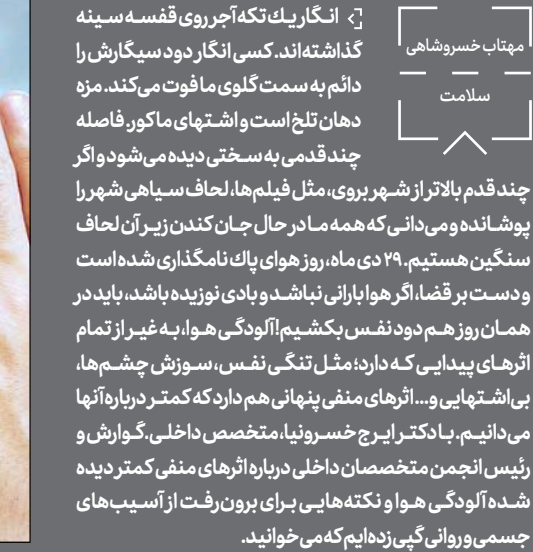 مهتاب خسروشاهی
سلامت
انگار یك تکه آجر روی قفسه سینه
گذاشته‌اند. کسی انگار دود سیگارش را
دائم به سمت گلوی ما فوت می‌کند. مزه
دهان تلخ است و اشتهای ما کور. فاصله
چند قدمی به سختی دیده می‌شود و اگر
چند قدم بالاتر از شهر بروی، مثل فیلم‌ها، لحاف سیاهی شهر را
پوشانده و می‌دانی که همه ما در حال جان کندن زیر آن لحاف
سنگین هستیم. ۲۹ دی ماه، روز هوای پاك نامگذاری شده است
و دست بر قضا، اگر هوا بارانی نباشد و بادی نوزیده باشد، باید در
همان روز هم دود نفس بکشیم! آلودگی هوا، به غیر از تمام
اثرهای پیدایی که دارد؛ مثل تنگی نفس، سوزش چشم‌ها،
بی‌اشتهایی و... اثرهای منفی پنهانی هم دارد که کمتر درباره آنها
می‌دانیم. با دکتر ایرج خسرونیا، متخصص داخلی.گوارش و
رئیس انجمن متخصصان داخلی درباره اثرهای منفی کمتر دیده
شده آلودگی هوا و نکته‌هایی برای برون‌رفت از آسیب‌های
جسمی و روانی گپی زده‌ایم که می‌خوانید.